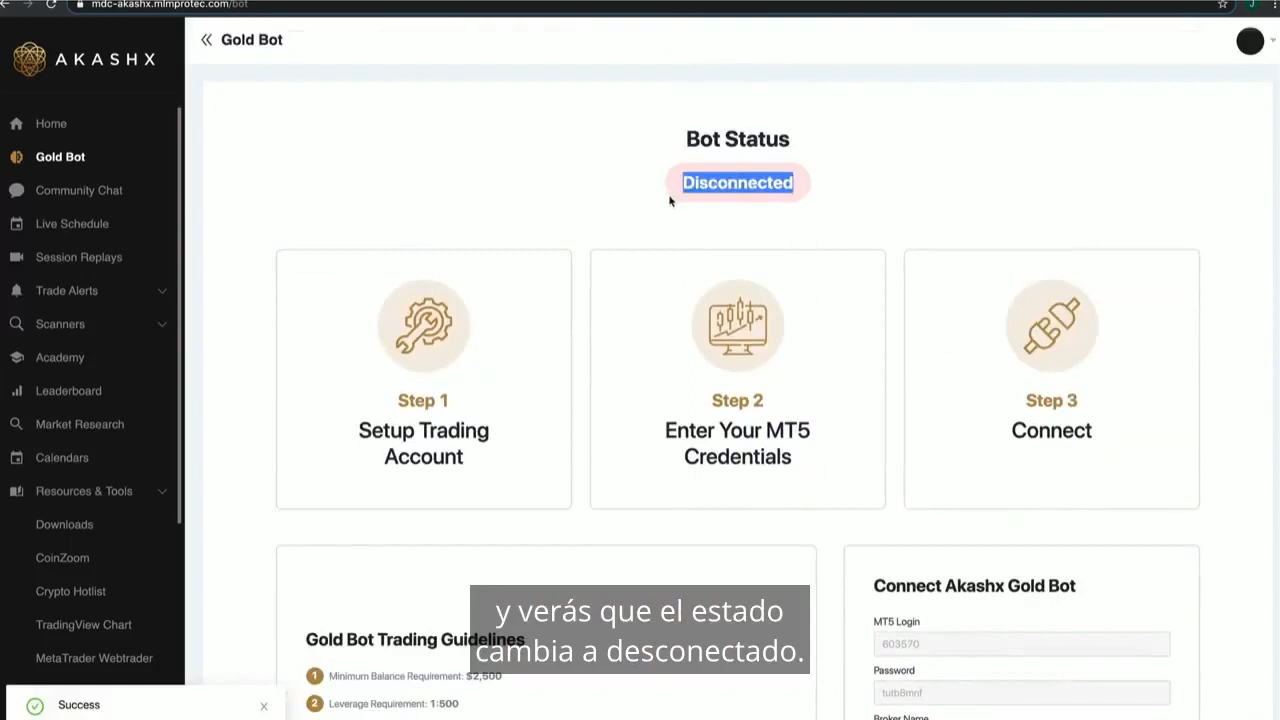 mdc-akashx.mlmprotec.com/bot
J
AKASHX
Gold Bot
Home
Gold Bot
Community Chat
Live Schedule
Session Replays
Trade Alerts
Scanners
Academy
Leaderboard
Market Research
Calendars
Resources & Tools
Downloads
CoinZoom
Crypto Hotlist
TradingView Chart
MetaTrader Webtrader
Success
X
Bot Status
Disconnected
Step 1
Setup Trading
Account
Step 2
Enter Your MT5
Credentials
Step 3
Connect
Gold Bot Trading Guidelines
1 Minimum Balance Requirement: $2,500
2 Leverage Requirement: 1:500
Connect Akashx Gold Bot
MT5 Login
603570
Password
tutb8mnf
Broker Name
y verás que el estado
cambia a desconectado.